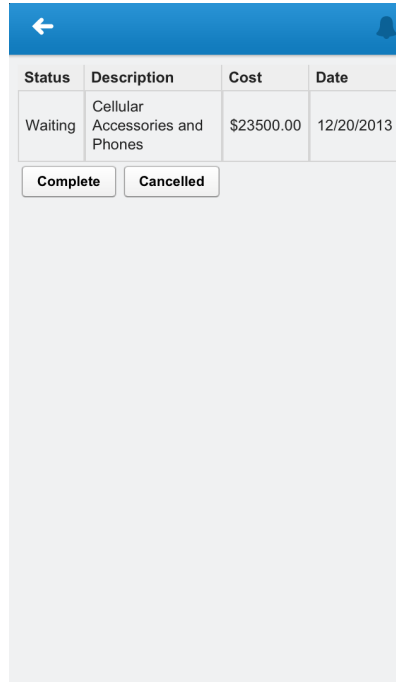 Status Description Cost Date
Cellular
Waiting Accessories and $23500.00 12/20/2013
Phones
Complete Cancelled